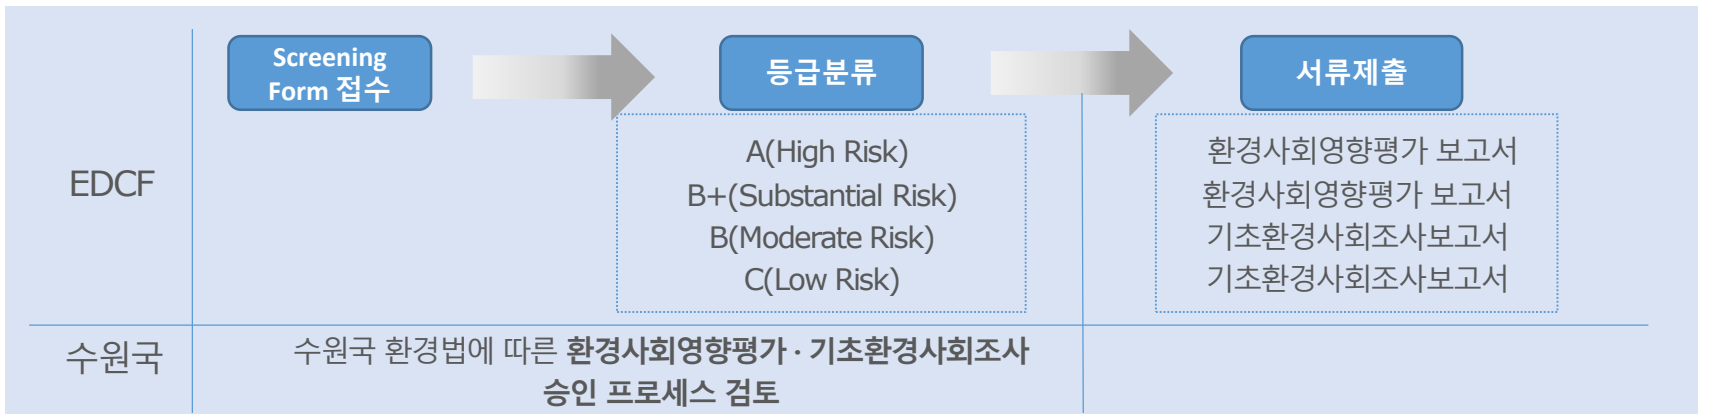 Screening
Form 접수
등급분류
서류제출
EDCF
A(High Risk)
B+(Substantial Risk)
B(Moderate Risk)
C(Low Risk)
환경사회영향평가 보고서
환경사회영향평가 보고서
기초환경사회조사보고서
기초환경사회조사보고서
수원국
수원국 환경법에 따른 환경사회영향평가 · 기초환경사회조사
승인 프로세스 검토